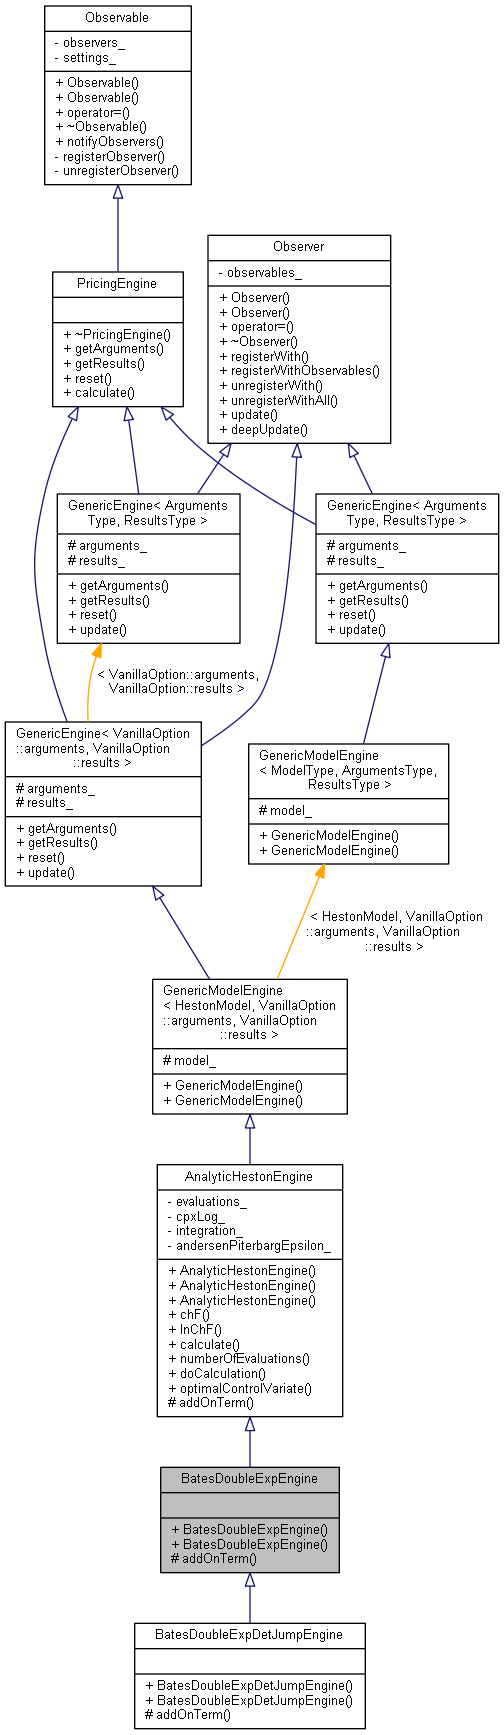 Observable
- observers_
- settings_
+ Observable()
+ Observable()
+ operator=()
+ ~Observable()
+ notifyObservers()
- registerObserver()
- unregisterObserver()
Observer
- observables_
+ Observer()
+ Observer()
+ operator=()
+ ~Observer()
+ registerWith()
+ registerWithObservables()
+ unregisterWith()
+ unregisterWithAll()
+ update()
+ deepUpdate()
PricingEngine
+ ~PricingEngine()
+ getArguments()
+ getResults()
+ reset()
+ calculate()
GenericEngine< Arguments
Type, ResultsType >
# arguments_
# results_
+ getArguments()
+ getResults()
+ reset()
+ update()
GenericEngine< Arguments
Type, ResultsType >
# arguments_
# results_
+ getArguments()
+ getResults()
+ reset()
+ update()
< VanillaOption::arguments,
VanillaOption::results >
GenericEngine< VanillaOption
::arguments, VanillaOption
::results >
# arguments_
# results_
+ getArguments()
+ getResults()
+ reset()
+ update()
GenericModelEngine
< ModelType, ArgumentsType,
ResultsType >
# model_
+ GenericModelEngine()
+ GenericModelEngine()
< HestonModel, VanillaOption
::arguments, VanillaOption
::results >
GenericModelEngine
< HestonModel, VanillaOption
::arguments, VanillaOption
::results >
# model_
+ GenericModelEngine()
+ GenericModelEngine()
AnalyticHestonEngine
- evaluations_
- cpxLog_
- integration_
- andersenPiterbargEpsilon_
+ AnalyticHestonEngine()
+ AnalyticHestonEngine()
+ AnalyticHestonEngine()
+ chF()
+ lnChF()
+ calculate()
+ numberOfEvaluations()
+ doCalculation()
+ optimalControlVariate()
# addOnTerm()
BatesDoubleExpEngine
+ BatesDoubleExpEngine()
+ BatesDoubleExpEngine()
# addOnTerm()
BatesDoubleExpDetJumpEngine
+ BatesDoubleExpDetJumpEngine()
+ BatesDoubleExpDetJumpEngine()
# addOnTerm()